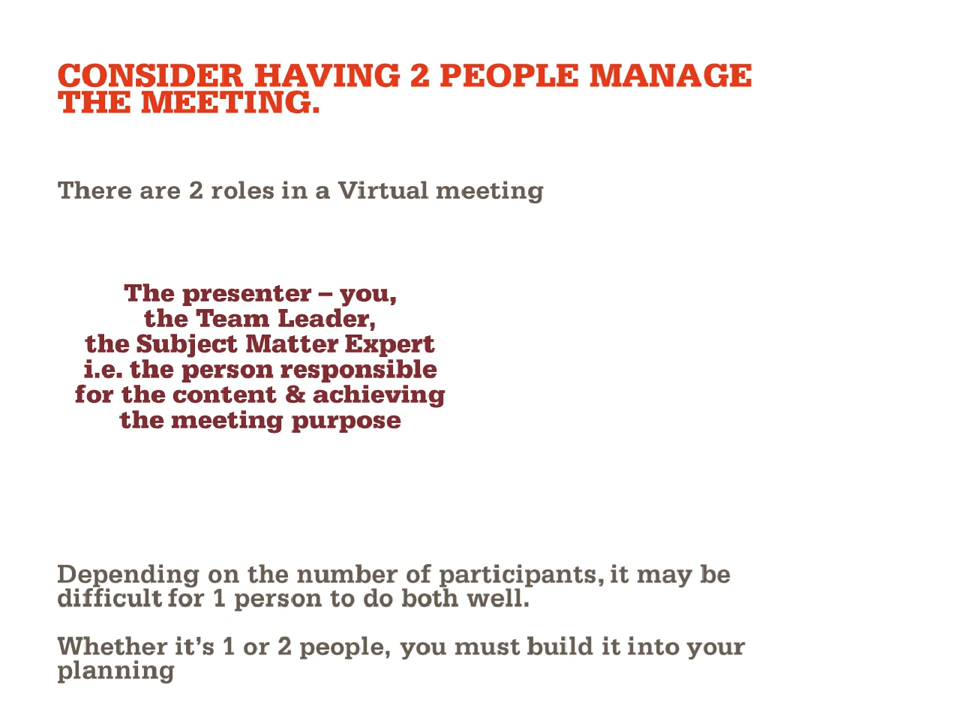 CONSIDER HAVING 2 PEOPLE MANAGE
THE MEETING.
There are 2 roles in a Virtual meeting
The presenter – you,
the Team Leader,
the Subject Matter Expert
i.e. the person responsible
for the content & achieving
the meeting purpose
Depending on the number of participants, it may be
difficult for 1 person to do both well.
Whether it’s 1 or 2 people, you must build it into your
planning